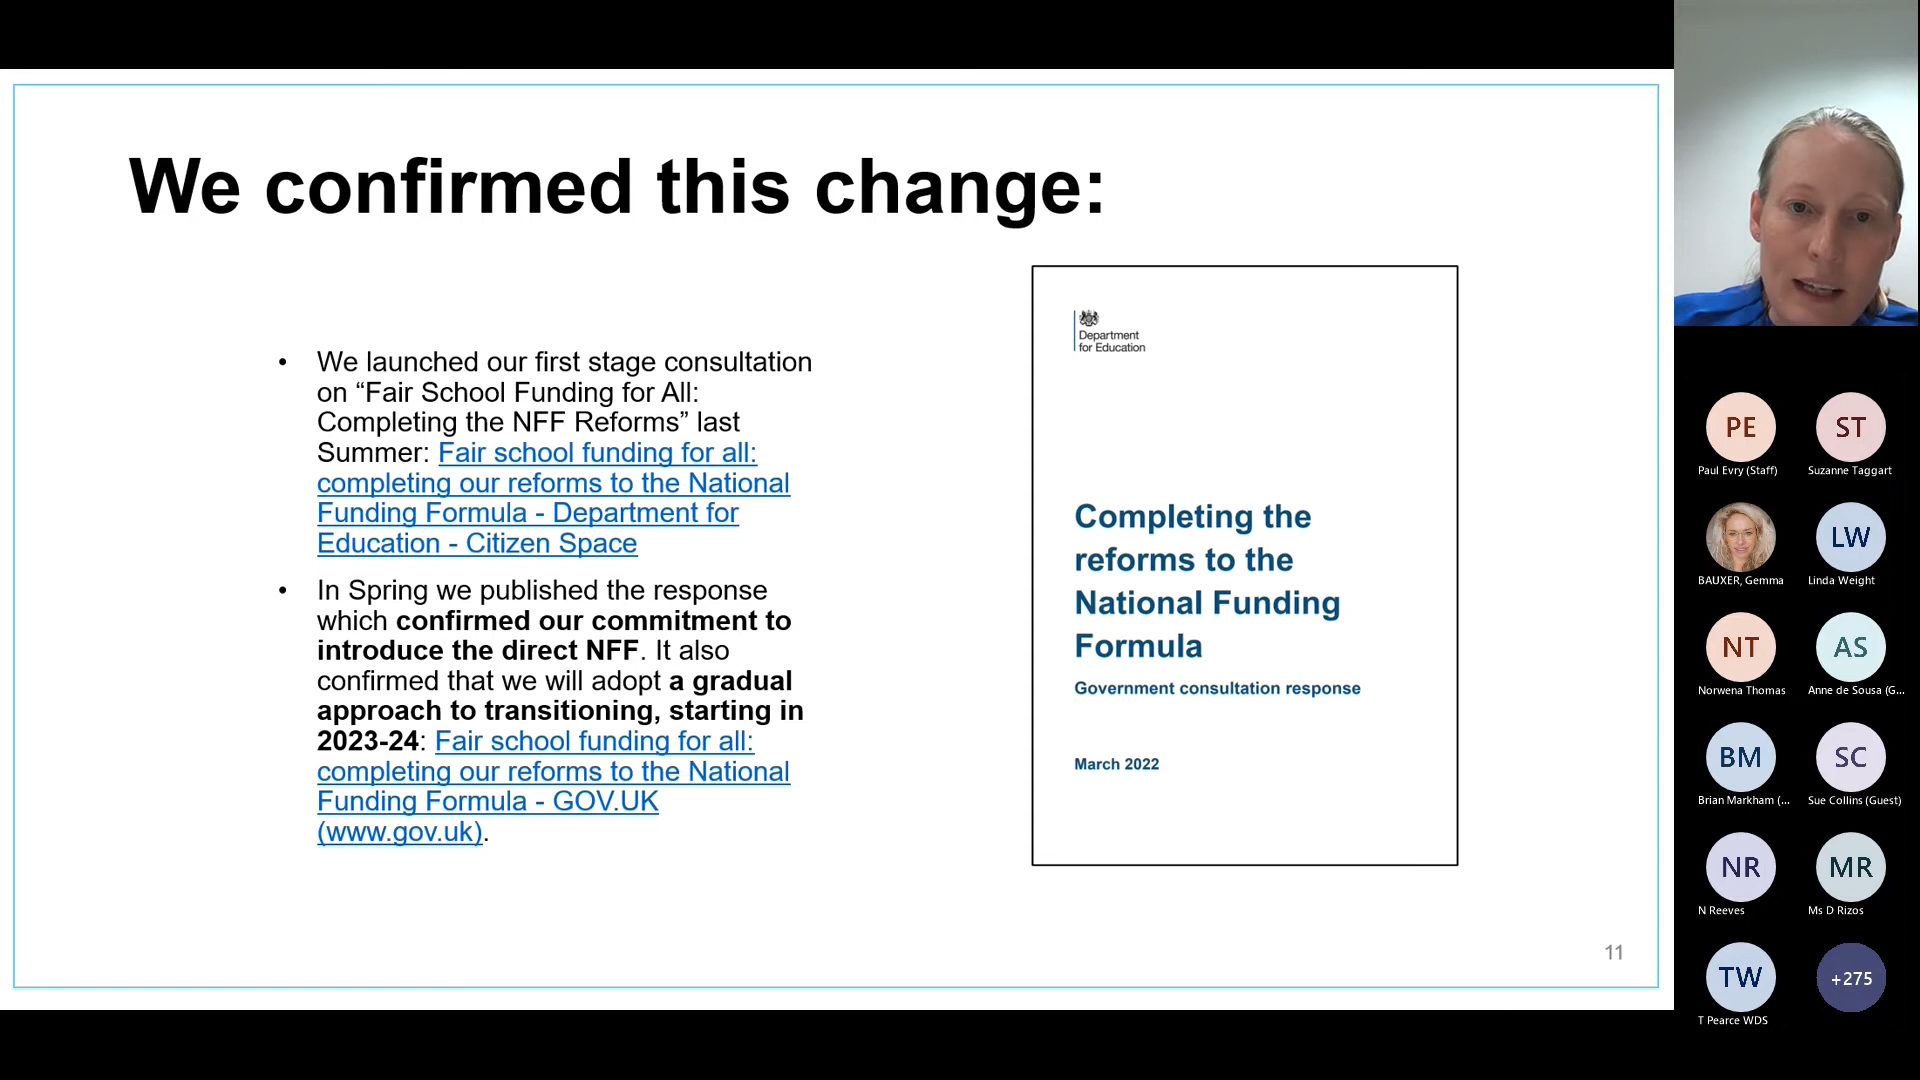 We confirmed this change:
• We launched our first stage consultation
on “Fair School Funding for All:
Completing the NFF Reforms” last
Summer: Fair school funding for all:
completing our reforms to the National
Funding Formula - Department for
Education - Citizen Space
• In Spring we published the response
which confirmed our commitment to
introduce the direct NFF. It also
confirmed that we will adopt a gradual
approach to transitioning, starting in
2023-24: Fair school funding for all:
completing our reforms to the National
Funding Formula - GOV.UK
(www.gov.uk).
Department
for Education
Completing the
reforms to the
National Funding
Formula
Government consultation response
March 2022
11
PE
ST
Paul Evry (Staff)
Suzanne Taggart
LW
BAUXER, Gemma
Linda Weight
NT
AS
Norwena Thomas
Anne de Sousa (G...
BM
SC
Brian Markham (...
Sue Collins (Guest)
NR
MR
N Reeves
Ms D Rizos
TW
+275
T Pearce WDS